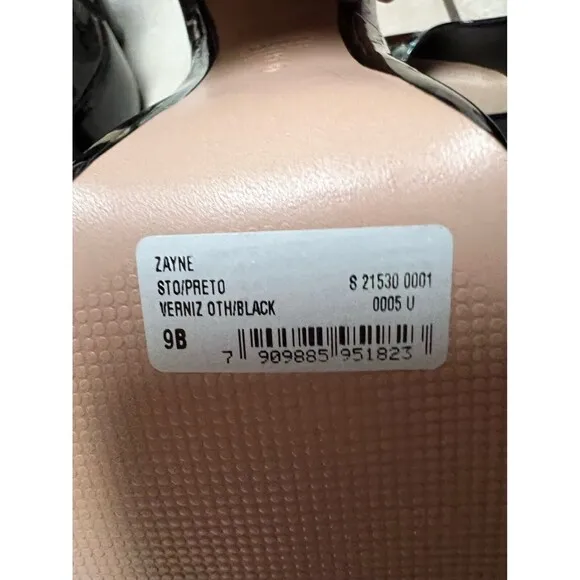 ZAYNE
STO/PRETO S 21530 0001
VERNIZ OTH/BLACK 0005 U
9B
7 909885 951823